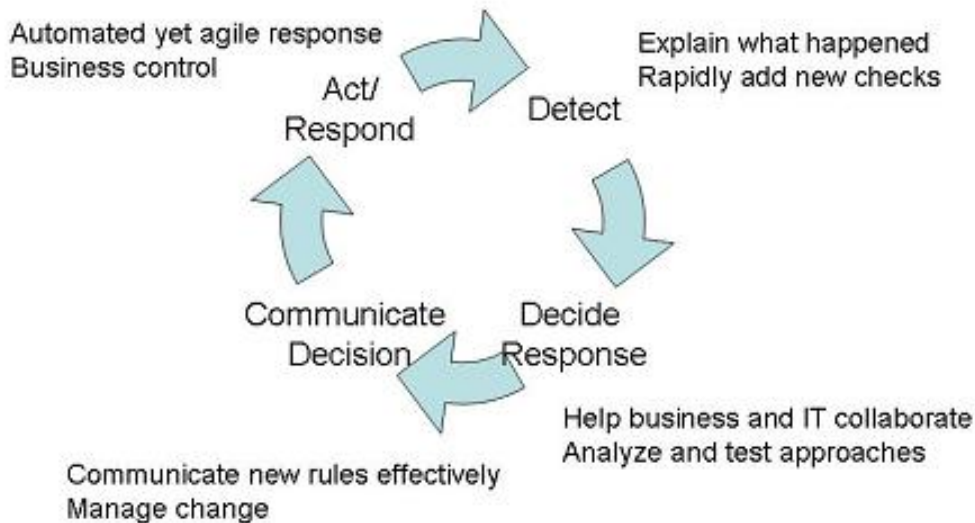 Automated yet agile response
Business control
Act/
Respond
Detect
Explain what happened
Rapidly add new checks
Decide
Response
Help business and IT collaborate
Analyze and test approaches
Communicate
Decision
Communicate new rules effectively
Manage change